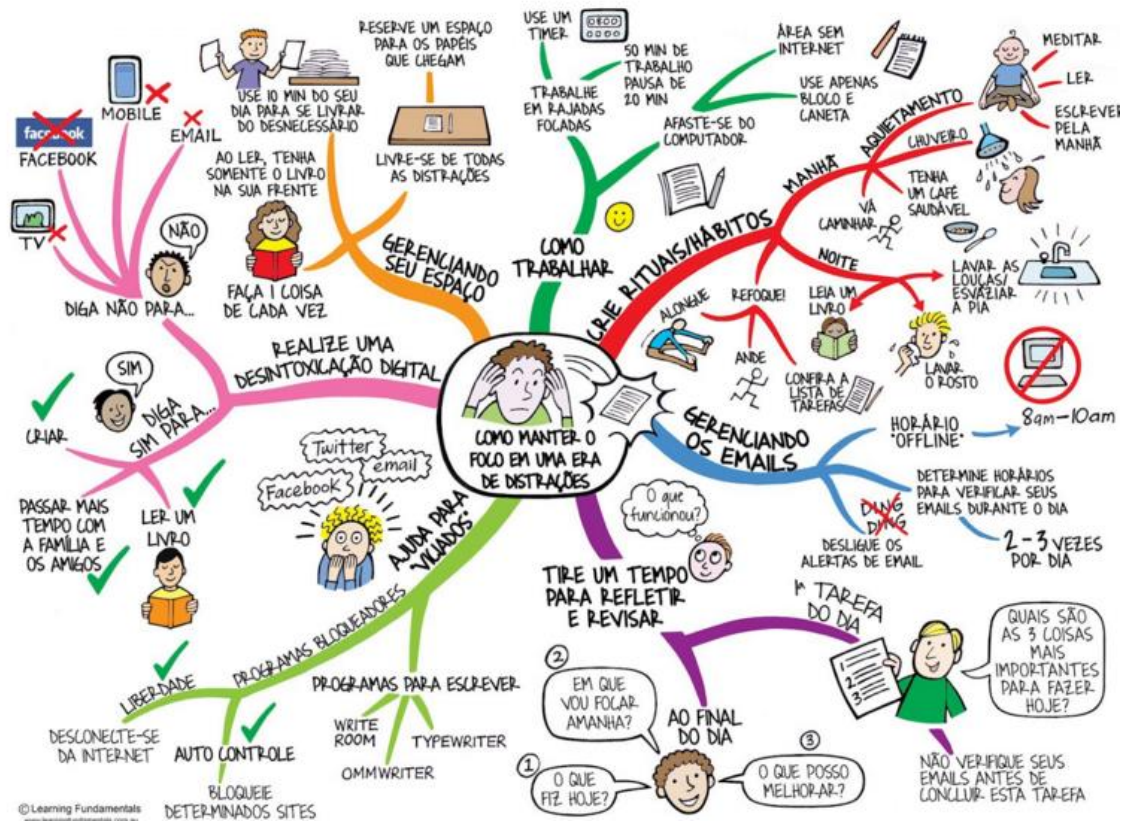 COMO MANTER O
FOCO EM UMA ERA
DE DISTRAÇÕES
CRIE RITUAIS/HÁBITOS
MANHÃ
AQUIETAMENTO
MEDITAR
LER
ESCREVER
PELA
MANHÃ
CHUVEIRO
TENHA
UM CAFÉ
SAUDÁVEL
VÁ
CAMINHAR
NOITE
LAVAR AS
LOUÇAS/
ESVAZIAR
A PIA
LEIA UM
LIVRO
LAVAR
O ROSTO
REFOQUE!
ALONGUE
ANDE
CONFIRA A
LISTA DE
TAREFAS
GERENCIANDO
OS EMAILS
HORÁRIO
"OFFLINE"
8am-10am
DETERMINE HORÁRIOS
PARA VERIFICAR SEUS
EMAILS DURANTE O DIA
2-3 VEZES
POR DIA
DING
DING
DESLIGUE OS
ALERTAS DE EMAIL
TIRE UM TEMPO
PARA REFLETIR
E REVISAR
O que
funcionou?
1ª TAREFA
DO DIA
1
2
3
QUAIS SÃO
AS 3 COISAS
MAIS
IMPORTANTES
PARA FAZER
HOJE?
NÃO VERIFIQUE SEUS
EMAILS ANTES DE
CONCLUIR ESTA TAREFA
AO FINAL
DO DIA
1
O QUE
FIZ HOJE?
2
EM QUE
VOU FOCAR
AMANHA?
3
O QUE POSSO
MELHORAR?
AJUDA PARA
"VICIADOS"
Twitter
email
Facebook
PROGRAMAS PARA ESCREVER
WRITE
ROOM
OMMWRITER
TYPEWRITER
PROGRAMAS BLOQUEADORES
LIBERDADE
DESCONECTE-SE
DA INTERNET
AUTO CONTROLE
BLOQUEIE
DETERMINADOS SITES
REALIZE UMA
DESINTOXICAÇÃO DIGITAL
DIGA
SIM PARA...
SIM
CRIAR
PASSAR MAIS
TEMPO COM
A FAMÍLIA E
OS AMIGOS
LER UM
LIVRO
DIGA NÃO PARA...
NÃO
TV
facebook
FACEBOOK
MOBILE
EMAIL
GERENCIANDO
SEU ESPAÇO
USE 10 MIN DO SEU
DIA PARA SE LIVRAR
DO DESNECESSÁRIO
RESERVE UM ESPAÇO
PARA OS PAPÉIS
QUE CHEGAM
LIVRE-SE DE TODAS
AS DISTRAÇÕES
AO LER, TENHA
SOMENTE O LIVRO
NA SUA FRENTE
FAÇA 1 COISA
DE CADA VEZ
COMO
TRABALHAR
USE UM
TIMER
50 MIN DE
TRABALHO
PAUSA DE
20 MIN
TRABALHE
EM RAJADAS
FOCADAS
AFASTE-SE DO
COMPUTADOR
ÁREA SEM
INTERNET
USE APENAS
BLOCO E
CANETA
© Learning Fundamentals